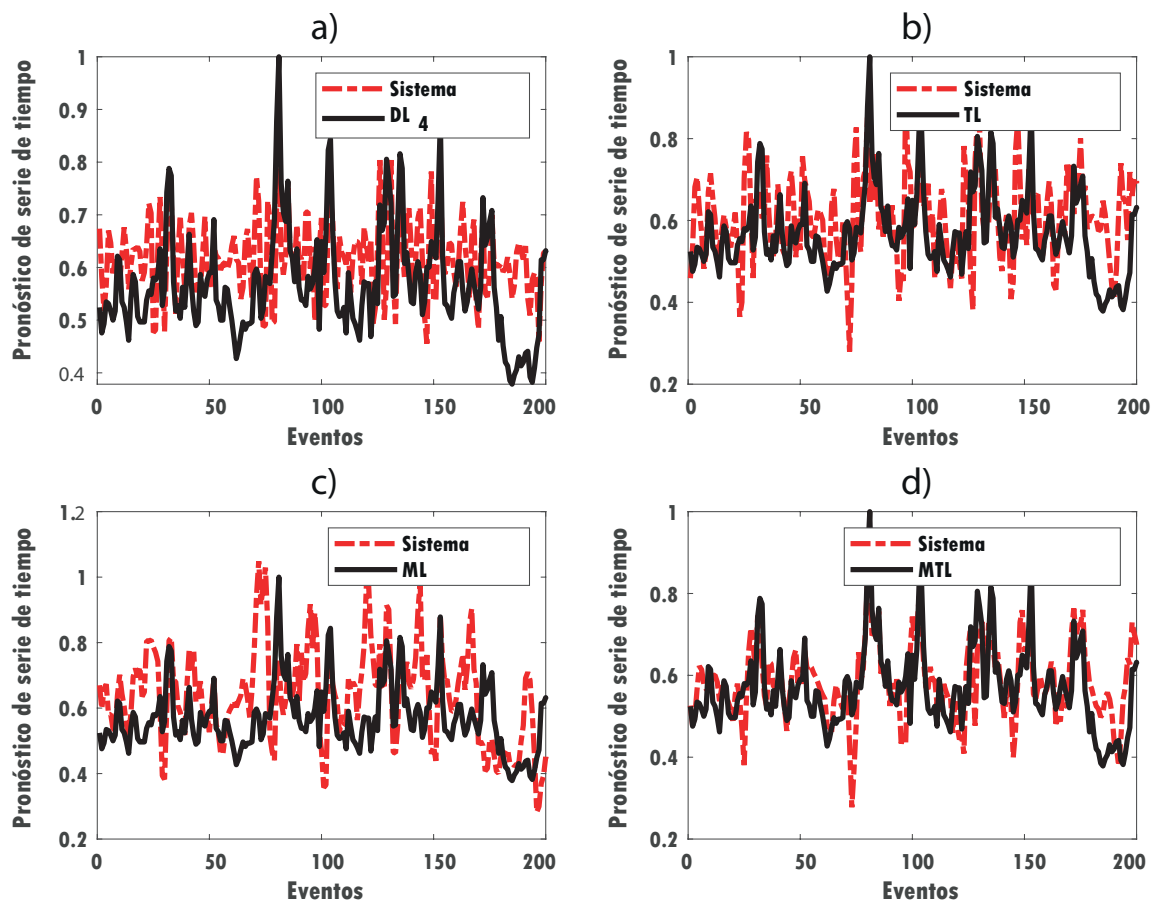 a)
Pronóstico de serie de tiempo
1
0.9
0.8
0.7
0.6
0.5
0.4
0
50
100
150
200
Eventos
Sistema
DL 4
b)
Pronóstico de serie de tiempo
1
0.8
0.6
0.4
0.2
0
50
100
150
200
Eventos
Sistema
TL
c)
Pronóstico de serie de tiempo
1.2
1
0.8
0.6
0.4
0.2
0
50
100
150
200
Eventos
Sistema
ML
d)
Pronóstico de serie de tiempo
1
0.8
0.6
0.4
0.2
0
50
100
150
200
Eventos
Sistema
MTL